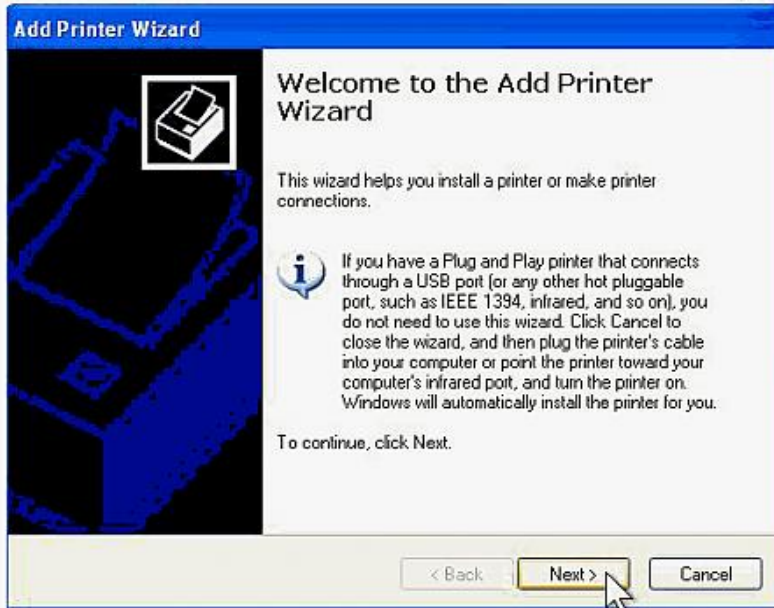 Add Printer Wizard
Welcome to the Add Printer
Wizard
This wizard helps you install a printer or make printer
connections.
If you have a Plug and Play printer that connects
through a USB port (or any other hot pluggable
port, such as IEEE 1394, infrared, and so on), you
do not need to use this wizard. Click Cancel to
close the wizard, and then plug the printer's cable
into your computer or point the printer toward your
computer's infrared port, and turn the printer on.
Windows will automatically install the printer for you.
To continue, click Next.
< Back Next > Cancel